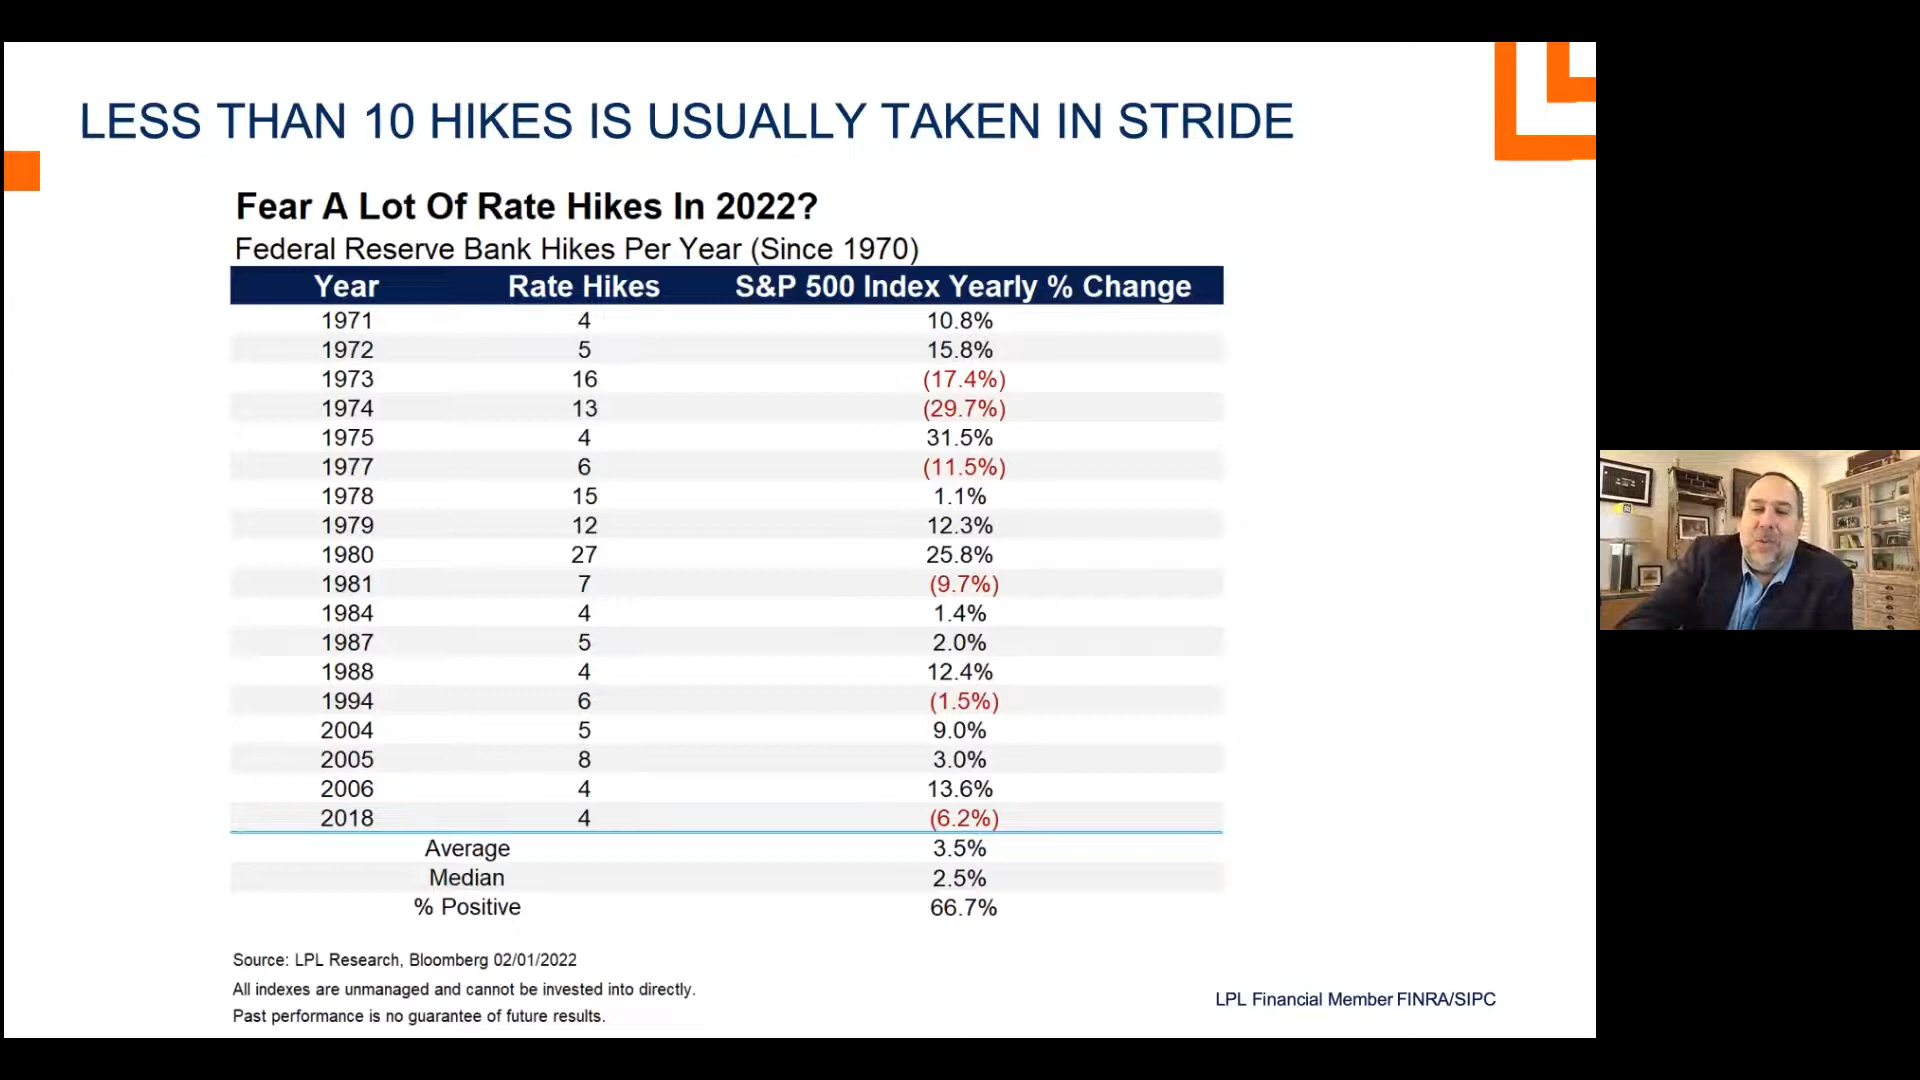 LESS THAN 10 HIKES IS USUALLY TAKEN IN STRIDE
Fear A Lot Of Rate Hikes In 2022?
Federal Reserve Bank Hikes Per Year (Since 1970)
Year Rate Hikes S&P 500 Index Yearly % Change
1971 4 10.8%
1972 5 15.8%
1973 16 (17.4%)
1974 13 (29.7%)
1975 4 31.5%
1977 6 (11.5%)
1978 15 1.1%
1979 12 12.3%
1980 27 25.8%
1981 7 (9.7%)
1984 4 1.4%
1987 5 2.0%
1988 4 12.4%
1994 6 (1.5%)
2004 5 9.0%
2005 8 3.0%
2006 4 13.6%
2018 4 (6.2%)
Average 3.5%
Median 2.5%
% Positive 66.7%
Source: LPL Research, Bloomberg 02/01/2022
All indexes are unmanaged and cannot be invested into directly.
Past performance is no guarantee of future results.
LPL Financial Member FINRA/SIPC